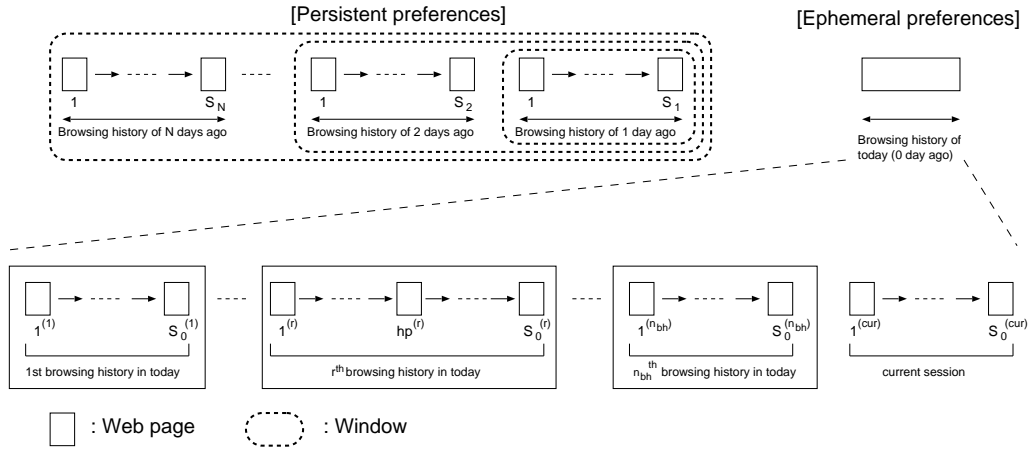 [Persistent preferences]
[Ephemeral preferences]
1 S_N 1 S_2 1 S_1
Browsing history of N days ago
Browsing history of 2 days ago
Browsing history of 1 day ago
Browsing history of
today (0 day ago)
1^(1) S_0^(1) 1^(r) hp^(r) S_0^(r) 1^(n_bh) S_0^(n_bh) 1^(cur) S_0^(cur)
1st browsing history in today
r^th browsing history in today
n_bh^th browsing history in today
current session
: Web page
: Window